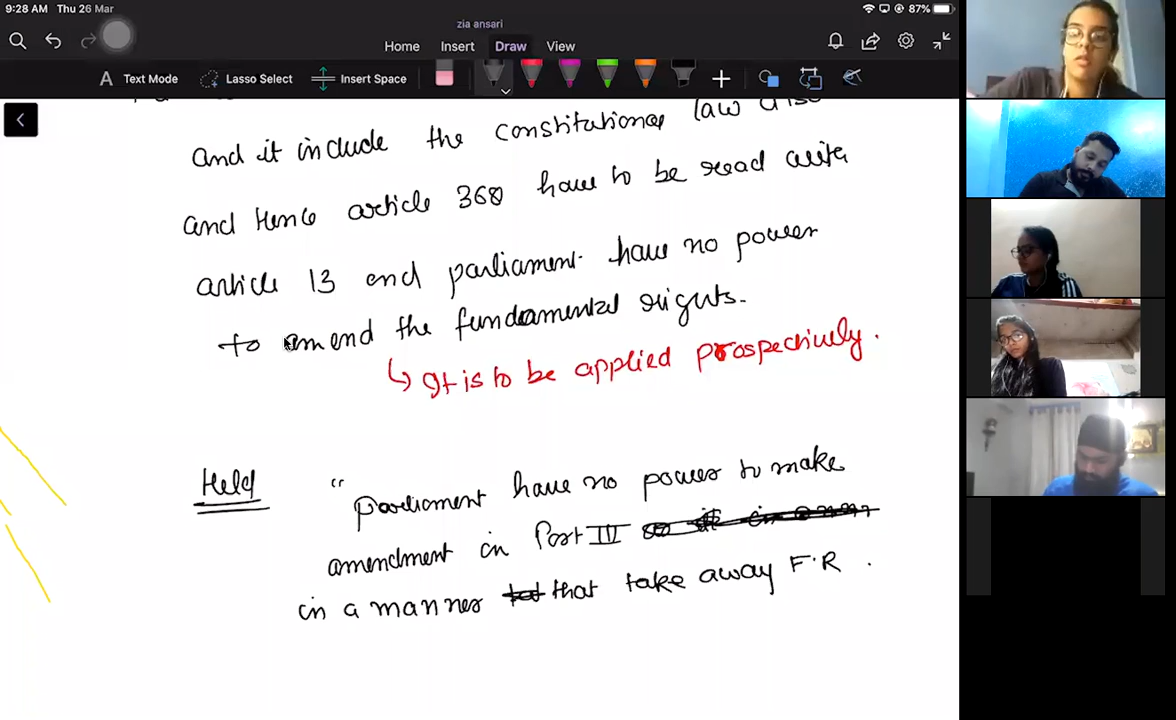 9:28 AM Thu 26 Mar
87%
zia ansari
Home Insert Draw View
Text Mode Lasso Select Insert Space
and it include the constitutional law also
and Hence article 368 have to be read with
article 13 and parliament have no power
to amend the fundamental rights.
↳ It is to be applied prospectively.
Held "Parliament have no power to make
amendment in Part III
in a manner that take away F.R.